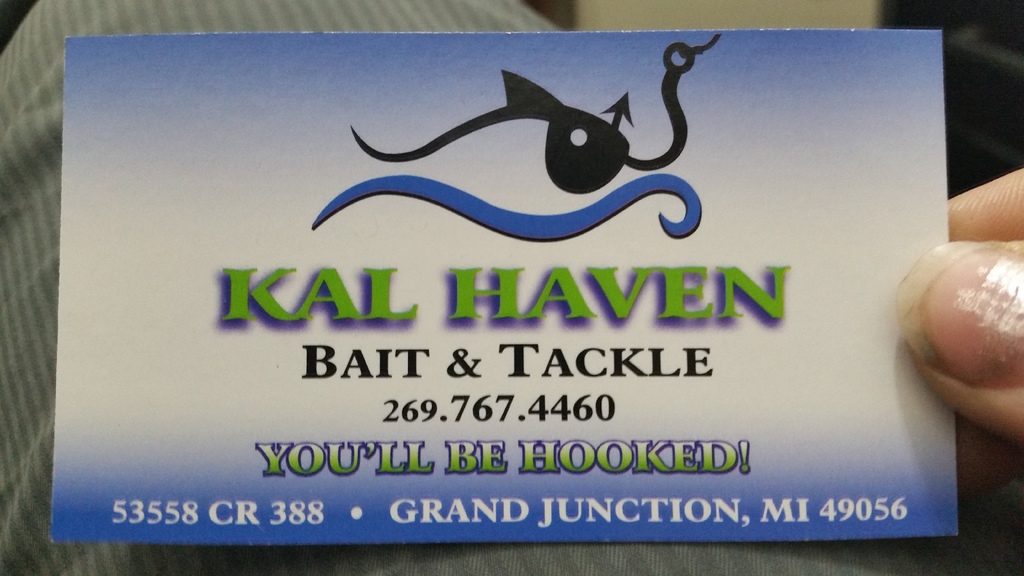 KAL HAVEN
BAIT & TACKLE
269.767.4460
YOU'LL BE HOOKED!
53558 CR 388 • GRAND JUNCTION, MI 49056